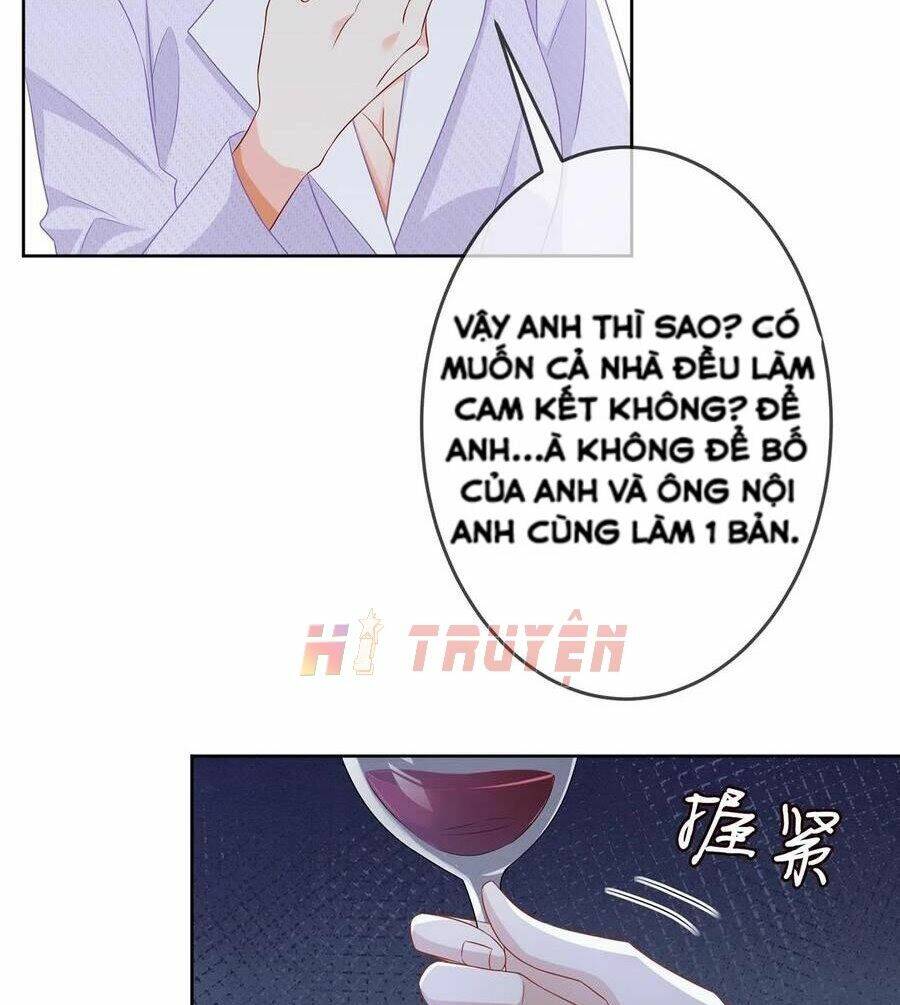 VẬY ANH THÌ SAO? CÓ
MUỐN CẢ NHÀ ĐỀU LÀM
CAM KẾT KHÔNG? ĐỂ
ANH...À KHÔNG ĐỂ BỐ
CỦA ANH VÀ ÔNG NỘI
ANH CÙNG LÀM 1 BẢN.
HI TRUYỆN
握紧